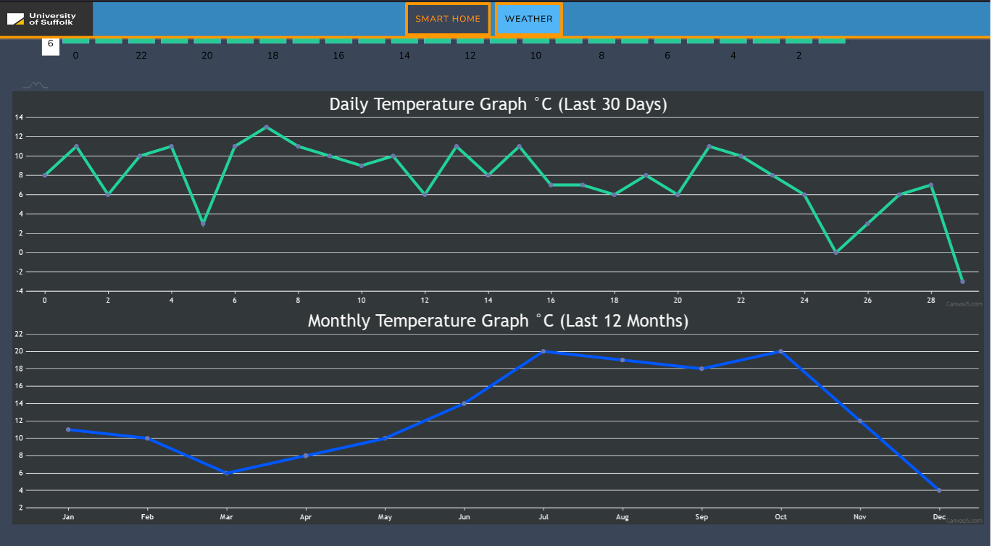 University
of Suffolk
SMART HOME
WEATHER
6
0 22 20 18 16 14 12 10 8 6 4 2
Daily Temperature Graph °C (Last 30 Days)
14
12
10
8
6
4
2
0
-2
-4
0 2 4 6 8 10 12 14 16 18 20 22 24 26 28
CanvasJS.com
Monthly Temperature Graph °C (Last 12 Months)
22
20
18
16
14
12
10
8
6
4
2
Jan Feb Mar Apr May Jun Jul Aug Sep Oct Nov Dec
CanvasJS.com